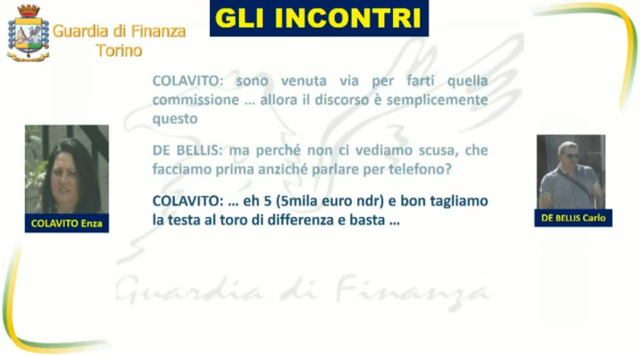 GLI INCONTRI
Guardia di Finanza
Torino
COLAVITO: sono venuta via per farti quella
commissione ... allora il discorso è semplicemente
questo
DE BELLIS: ma perché non ci vediamo scusa, che
facciamo prima anziché parlare per telefono?
COLAVITO: ... eh 5 (5mila euro ndr) e bon tagliamo
la testa al toro di differenza e basta ...
COLAVITO Enza
DE BELLIS Carlo
Guardia di Finanza